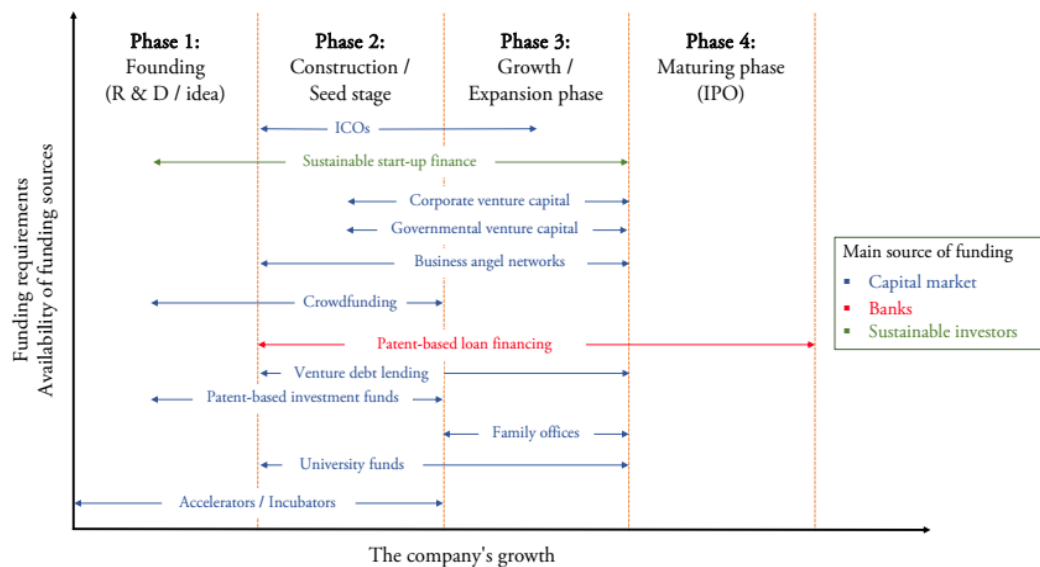 Phase 1:
Founding
(R & D / idea)
Phase 2:
Construction /
Seed stage
Phase 3:
Growth /
Expansion phase
Phase 4:
Maturing phase
(IPO)
Funding requirements
Availability of funding sources
ICOs
Sustainable start-up finance
Corporate venture capital
Governmental venture capital
Business angel networks
Crowdfunding
Patent-based loan financing
Venture debt lending
Patent-based investment funds
Family offices
University funds
Accelerators / Incubators
Main source of funding
Capital market
Banks
Sustainable investors
The company's growth